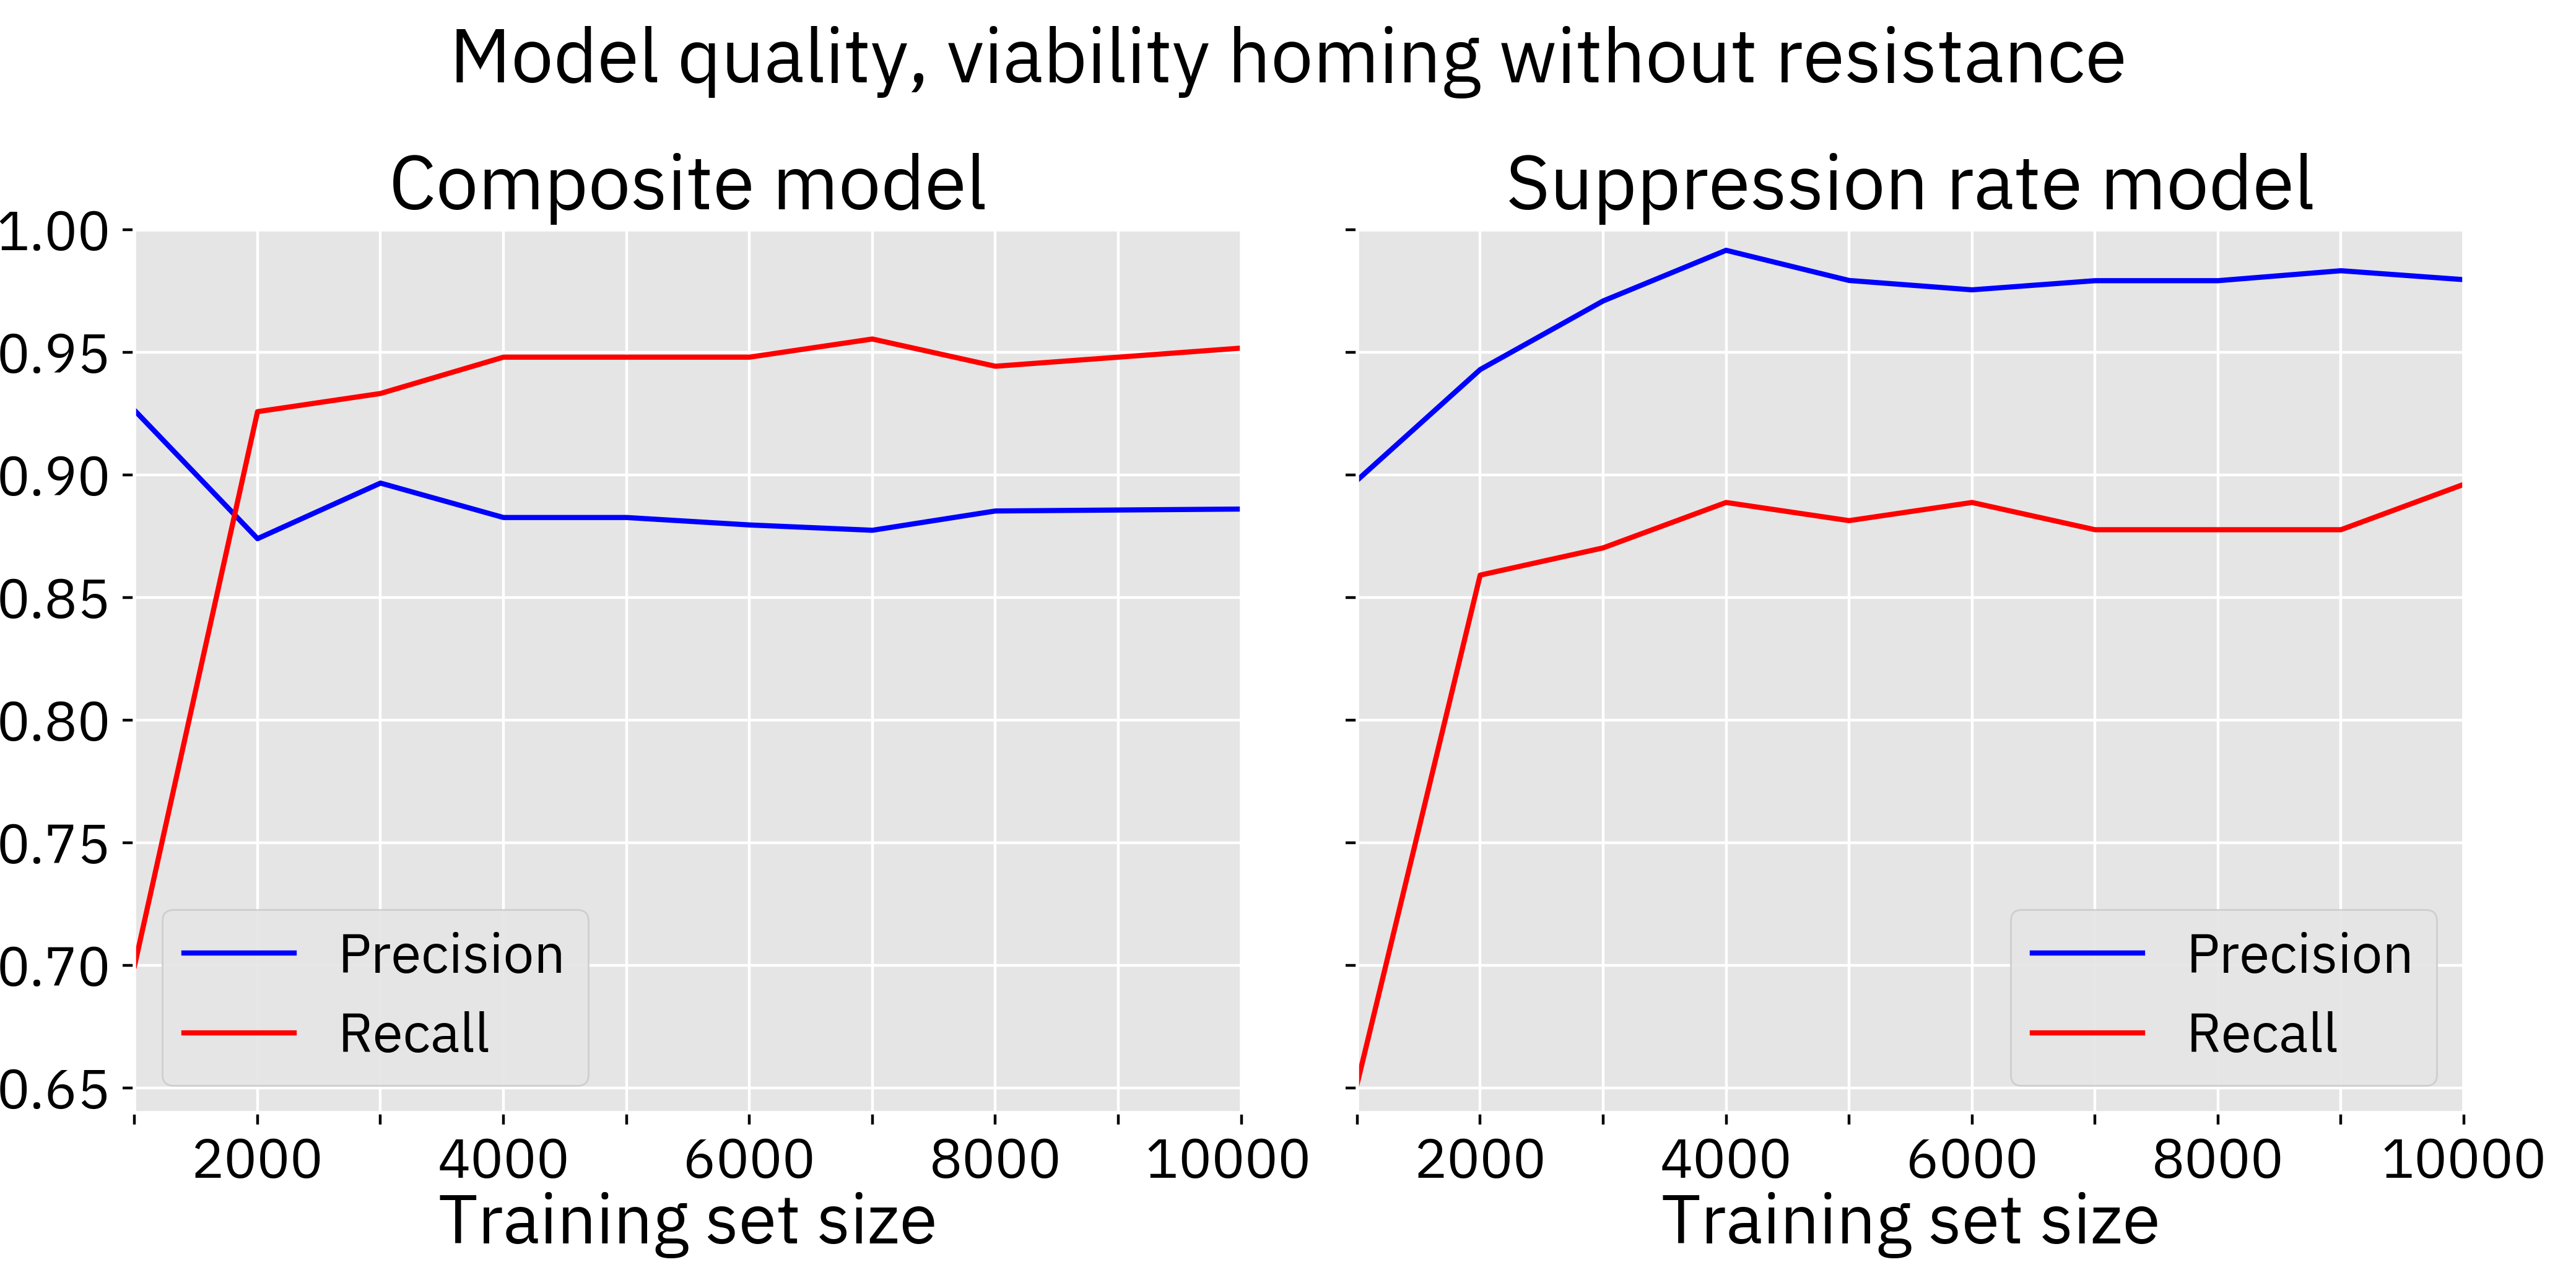 Model quality, viability homing without resistance
Composite model
1.00
0.95
0.90
0.85
0.80
0.75
0.70
0.65
Precision
Recall
2000 4000 6000 8000 10000
Training set size
Suppression rate model
Precision
Recall
2000 4000 6000 8000 10000
Training set size